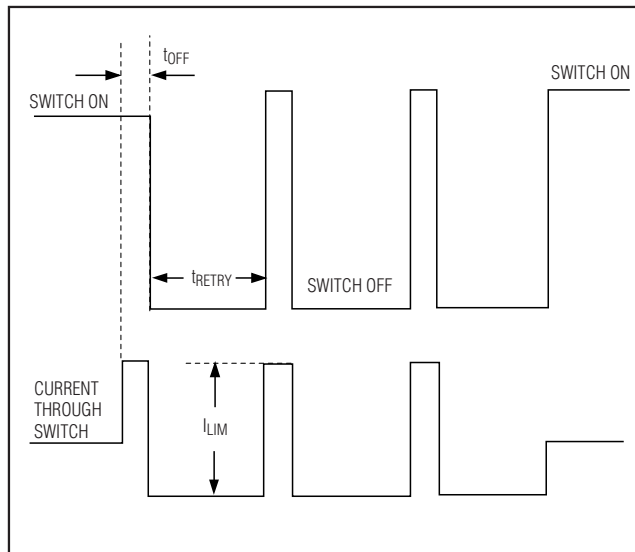 tOFF
SWITCH ON
SWITCH ON
tRETRY
SWITCH OFF
CURRENT
THROUGH
SWITCH
ILIM